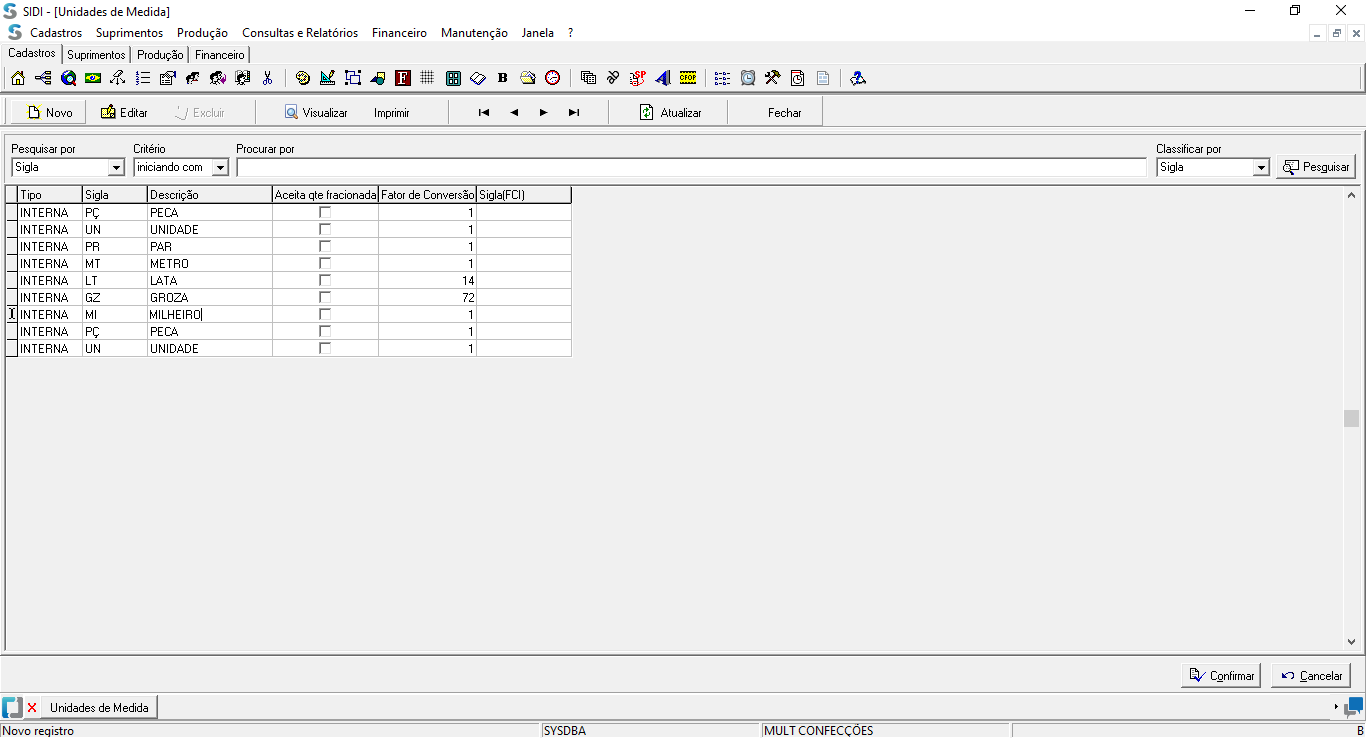 SIDI - [Unidades de Medida]
Cadastros Suprimentos Produção Consultas e Relatórios Financeiro Manutenção Janela ?
Cadastros Suprimentos Produção Financeiro
F B SP CFOP
Novo Editar Excluir Visualizar Imprimir Atualizar Fechar
Pesquisar por Critério Procurar por Classificar por
Sigla iniciando com Sigla Pesquisar
Tipo Sigla Descrição Aceita qte fracionada Fator de Conversão Sigla(FCI)
INTERNA PÇ PECA 1
INTERNA UN UNIDADE 1
INTERNA PR PAR 1
INTERNA MT METRO 1
INTERNA LT LATA 14
INTERNA GZ GROZA 72
INTERNA MI MILHEIRO 1
INTERNA PÇ PECA 1
INTERNA UN UNIDADE 1
Confirmar Cancelar
Unidades de Medida
Novo registro SYSDBA MULT CONFECÇÕES B